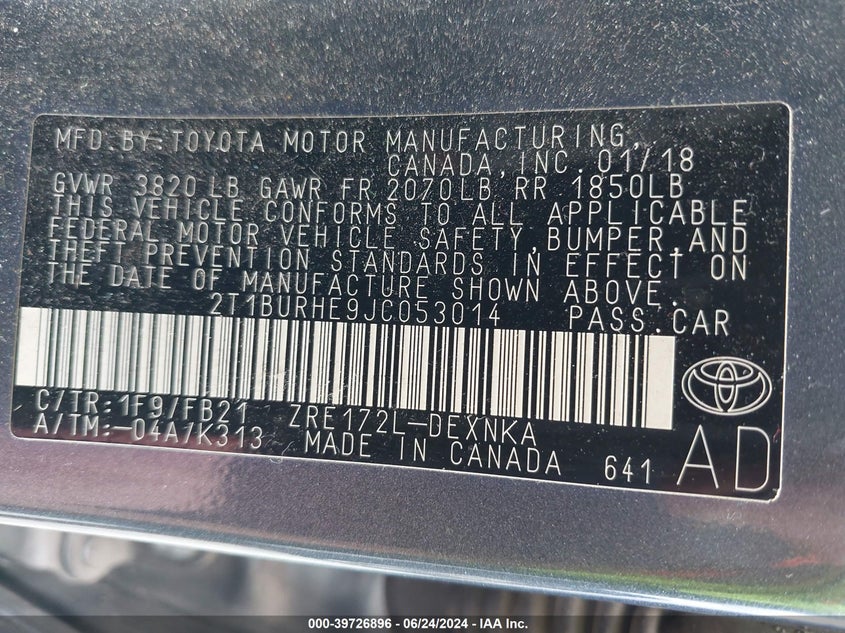 MFD.BY:TOYOTA MOTOR MANUFACTURING,
CANADA,INC.01/18
GVWR 3820LB GAWR FR 2070LB RR 1850LB
THIS VEHICLE CONFORMS TO ALL APPLICABLE
FEDERAL MOTOR VEHICLE SAFETY,BUMPER,AND
THEFT PREVENTION STANDARDS IN EFFECT ON
THE DATE OF MANUFACTURE SHOWN ABOVE.
2T1BURHE9JC053014 PASS.CAR
C/TR:1F9/FB21 ZRE172L-DEXNKA
A/TM:-04A/K313 MADE IN CANADA 641 AD
000-39726896 - 06/24/2024 - IAA Inc.